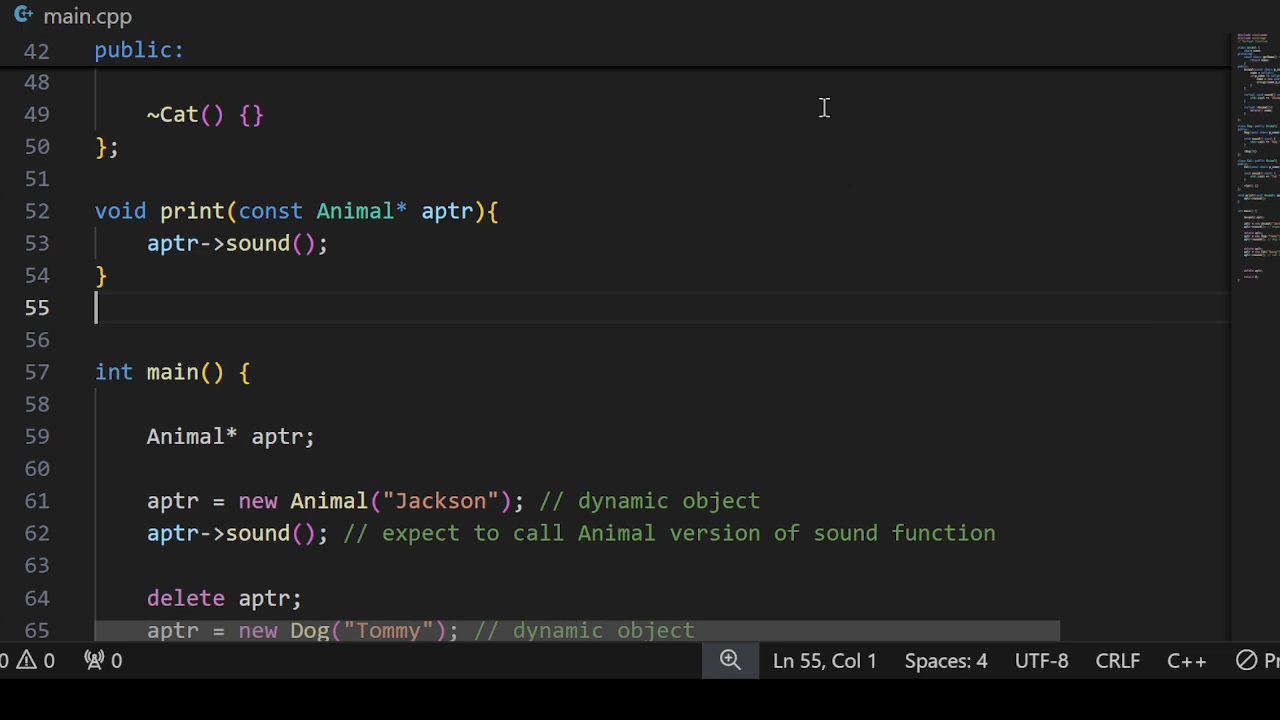 main.cpp
42 public:
48
49 ~Cat() {}
50 };
51
52 void print(const Animal* aptr){
53 aptr->sound();
54 }
55
56
57 int main() {
58
59 Animal* aptr;
60
61 aptr = new Animal("Jackson"); // dynamic object
62 aptr->sound(); // expect to call Animal version of sound function
63
64 delete aptr;
65 aptr = new Dog("Tommy"); // dynamic object
0 0 0 Ln 55, Col 1 Spaces: 4 UTF-8 CRLF C++ Pr